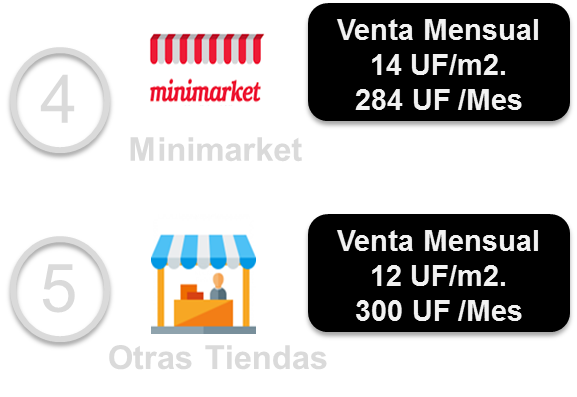 4
minimarket
Minimarket
Venta Mensual
14 UF/m2.
284 UF /Mes
5
Otras Tiendas
Venta Mensual
12 UF/m2.
300 UF /Mes